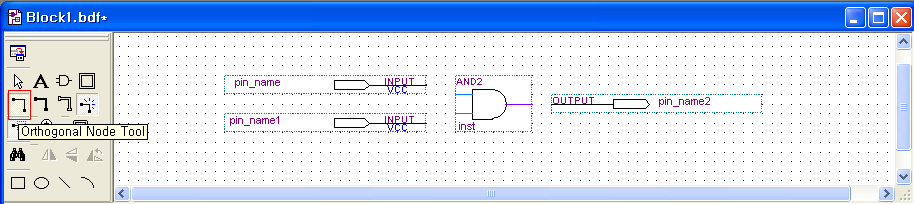 Block1.bdf*
A
Orthogonal Node Tool
pin_name
INPUT
VCC
pin_name1
INPUT
VCC
AND2
inst
OUTPUT
pin_name2